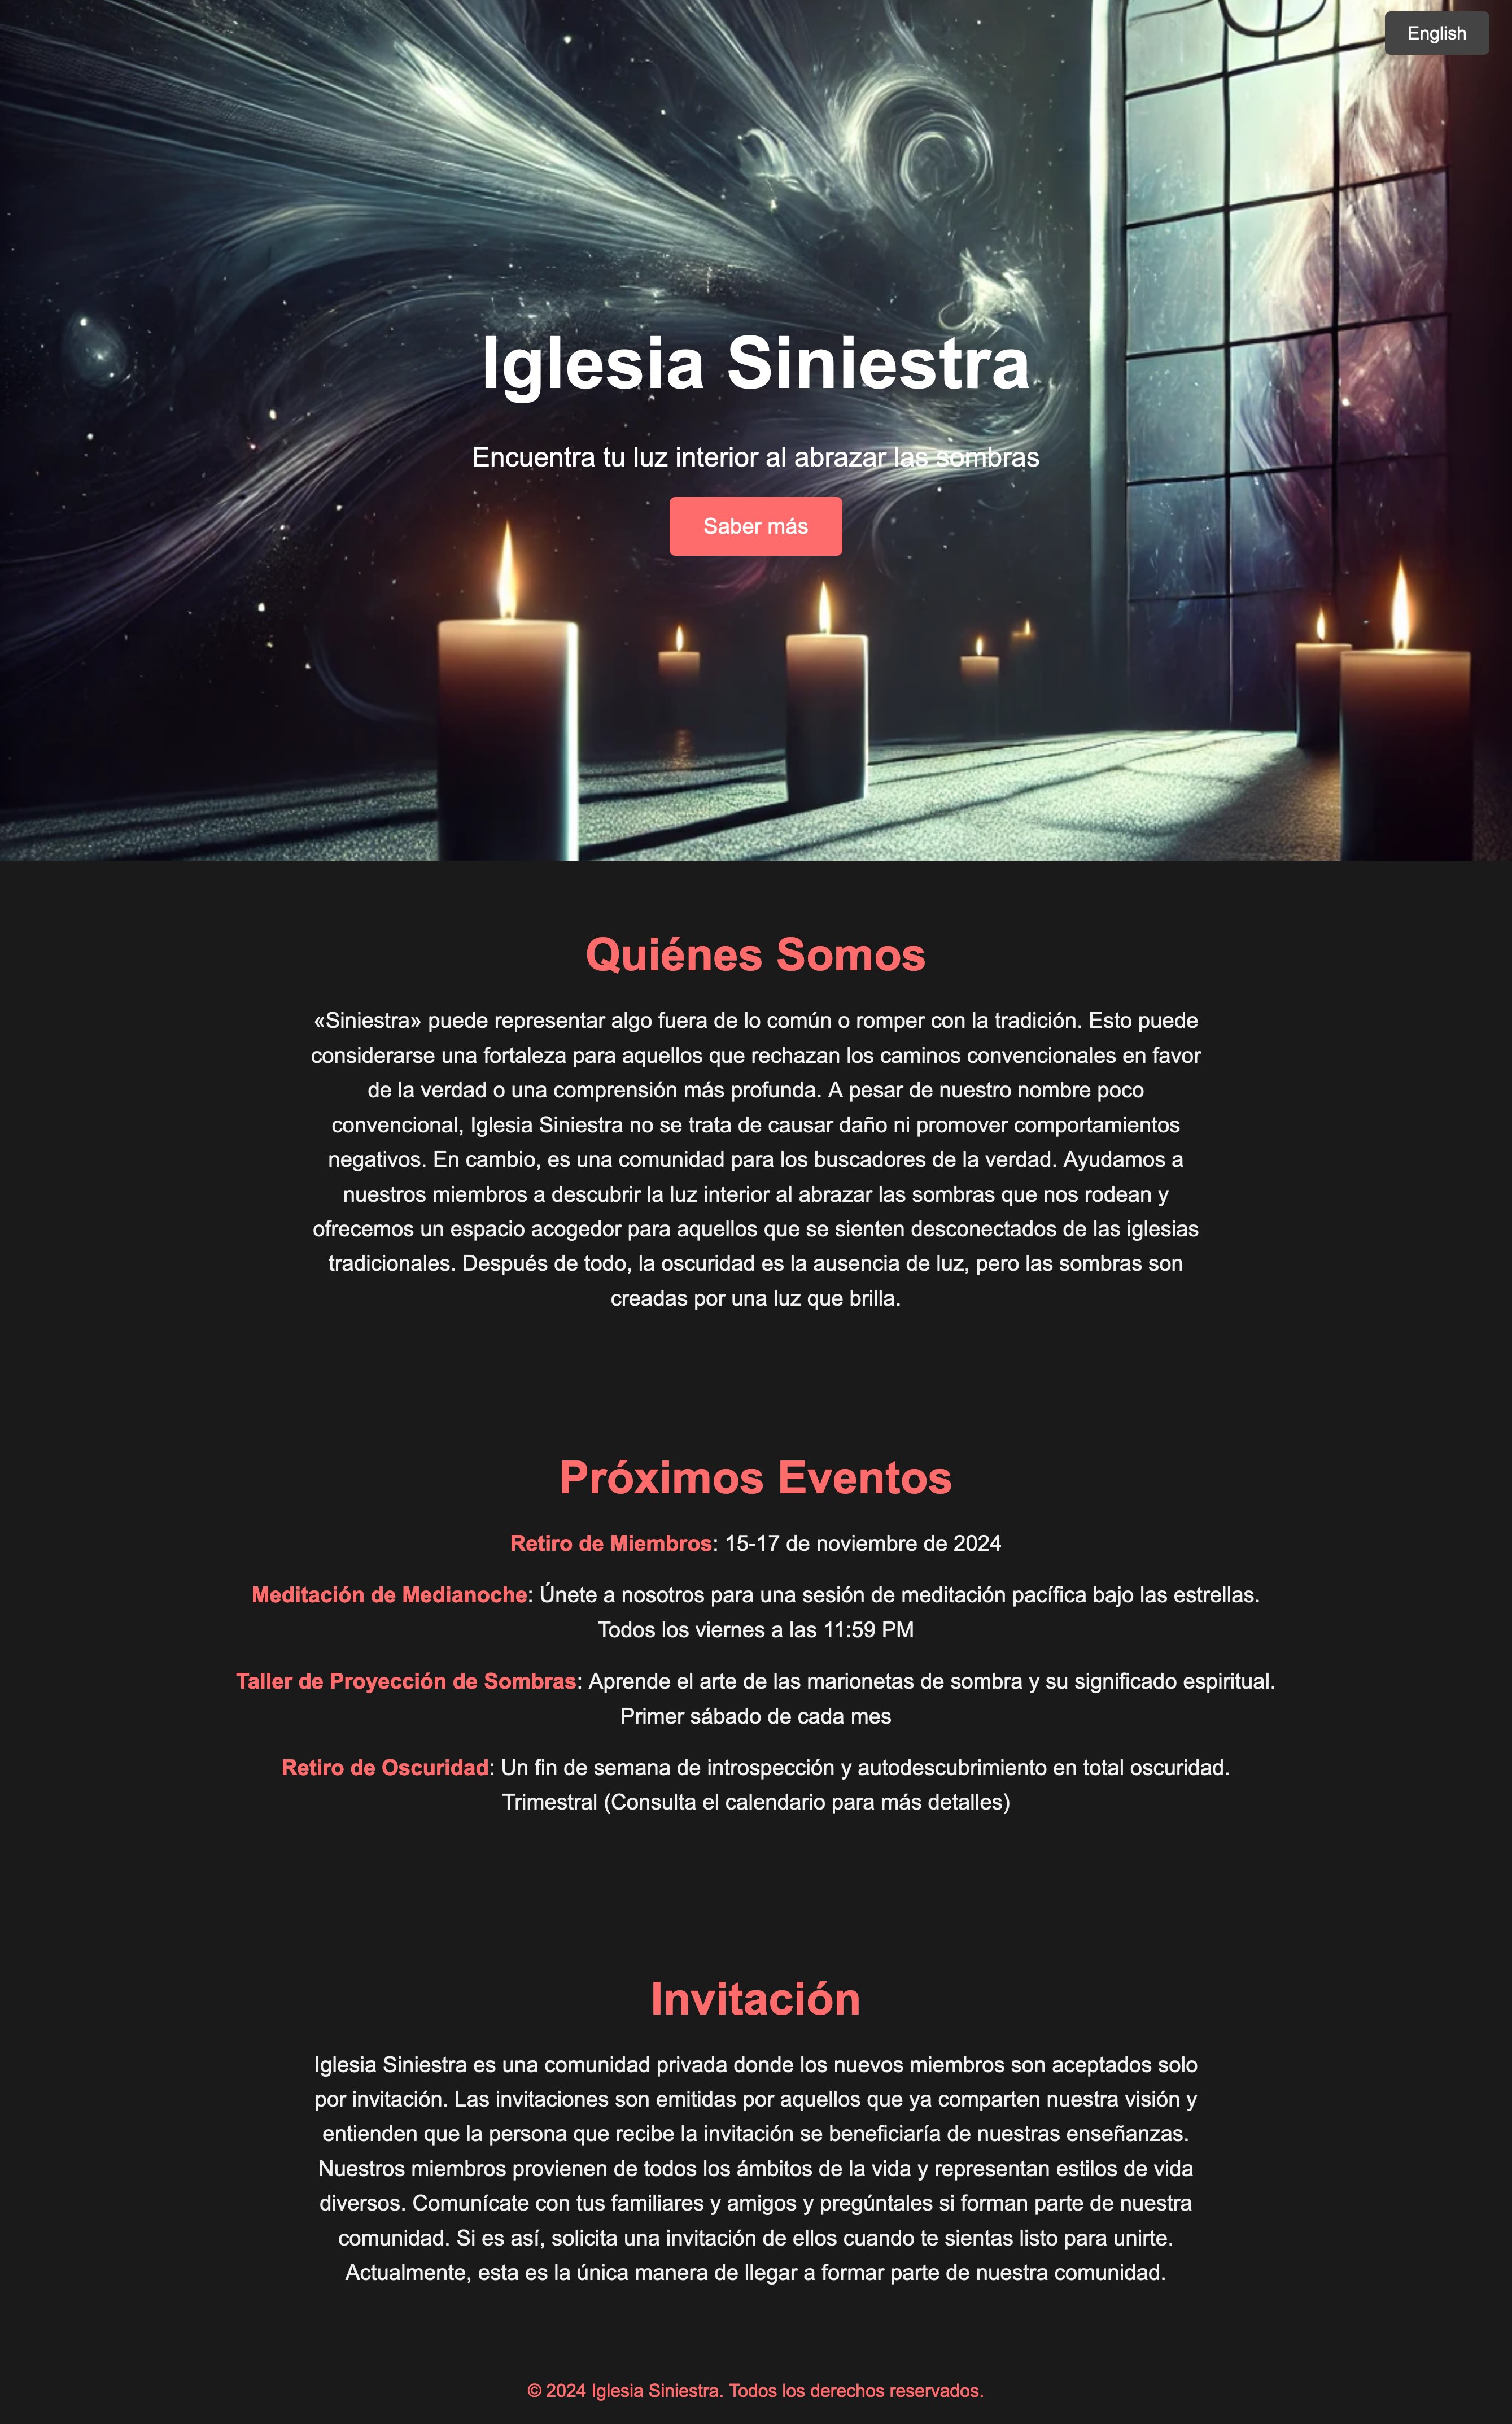 English
Iglesia Siniestra
Encuentra tu luz interior al abrazar las sombras
Saber más
Quiénes Somos
«Siniestra» puede representar algo fuera de lo común o romper con la tradición. Esto puede
considerarse una fortaleza para aquellos que rechazan los caminos convencionales en favor
de la verdad o una comprensión más profunda. A pesar de nuestro nombre poco
convencional, Iglesia Siniestra no se trata de causar daño ni promover comportamientos
negativos. En cambio, es una comunidad para los buscadores de la verdad. Ayudamos a
nuestros miembros a descubrir la luz interior al abrazar las sombras que nos rodean y
ofrecemos un espacio acogedor para aquellos que se sienten desconectados de las iglesias
tradicionales. Después de todo, la oscuridad es la ausencia de luz, pero las sombras son
creadas por una luz que brilla.
Próximos Eventos
Retiro de Miembros: 15-17 de noviembre de 2024
Meditación de Medianoche: Únete a nosotros para una sesión de meditación pacífica bajo las estrellas.
Todos los viernes a las 11:59 PM
Taller de Proyección de Sombras: Aprende el arte de las marionetas de sombra y su significado espiritual.
Primer sábado de cada mes
Retiro de Oscuridad: Un fin de semana de introspección y autodescubrimiento en total oscuridad.
Trimestral (Consulta el calendario para más detalles)
Invitación
Iglesia Siniestra es una comunidad privada donde los nuevos miembros son aceptados solo
por invitación. Las invitaciones son emitidas por aquellos que ya comparten nuestra visión y
entienden que la persona que recibe la invitación se beneficiaría de nuestras enseñanzas.
Nuestros miembros provienen de todos los ámbitos de la vida y representan estilos de vida
diversos. Comunícate con tus familiares y amigos y pregúntales si forman parte de nuestra
comunidad. Si es así, solicita una invitación de ellos cuando te sientas listo para unirte.
Actualmente, esta es la única manera de llegar a formar parte de nuestra comunidad.
© 2024 Iglesia Siniestra. Todos los derechos reservados.